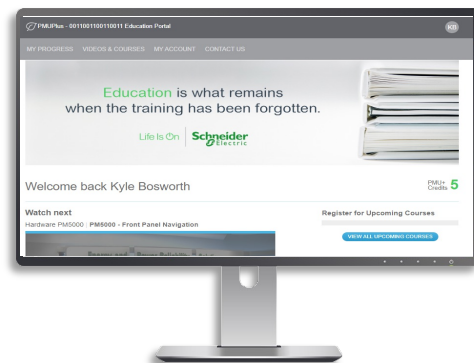 PMUPlus - 0011001100110011 Education Portal
KB
MY PROGRESS VIDEOS & COURSES MY ACCOUNT CONTACT US
Education is what remains
when the training has been forgotten.
Life Is On Schneider Electric
Welcome back Kyle Bosworth
PMU+ Credits 5
Watch next
Register for Upcoming Courses
Hardware PM5000 | PM5000 - Front Panel Navigation
VIEW ALL UPCOMING COURSES